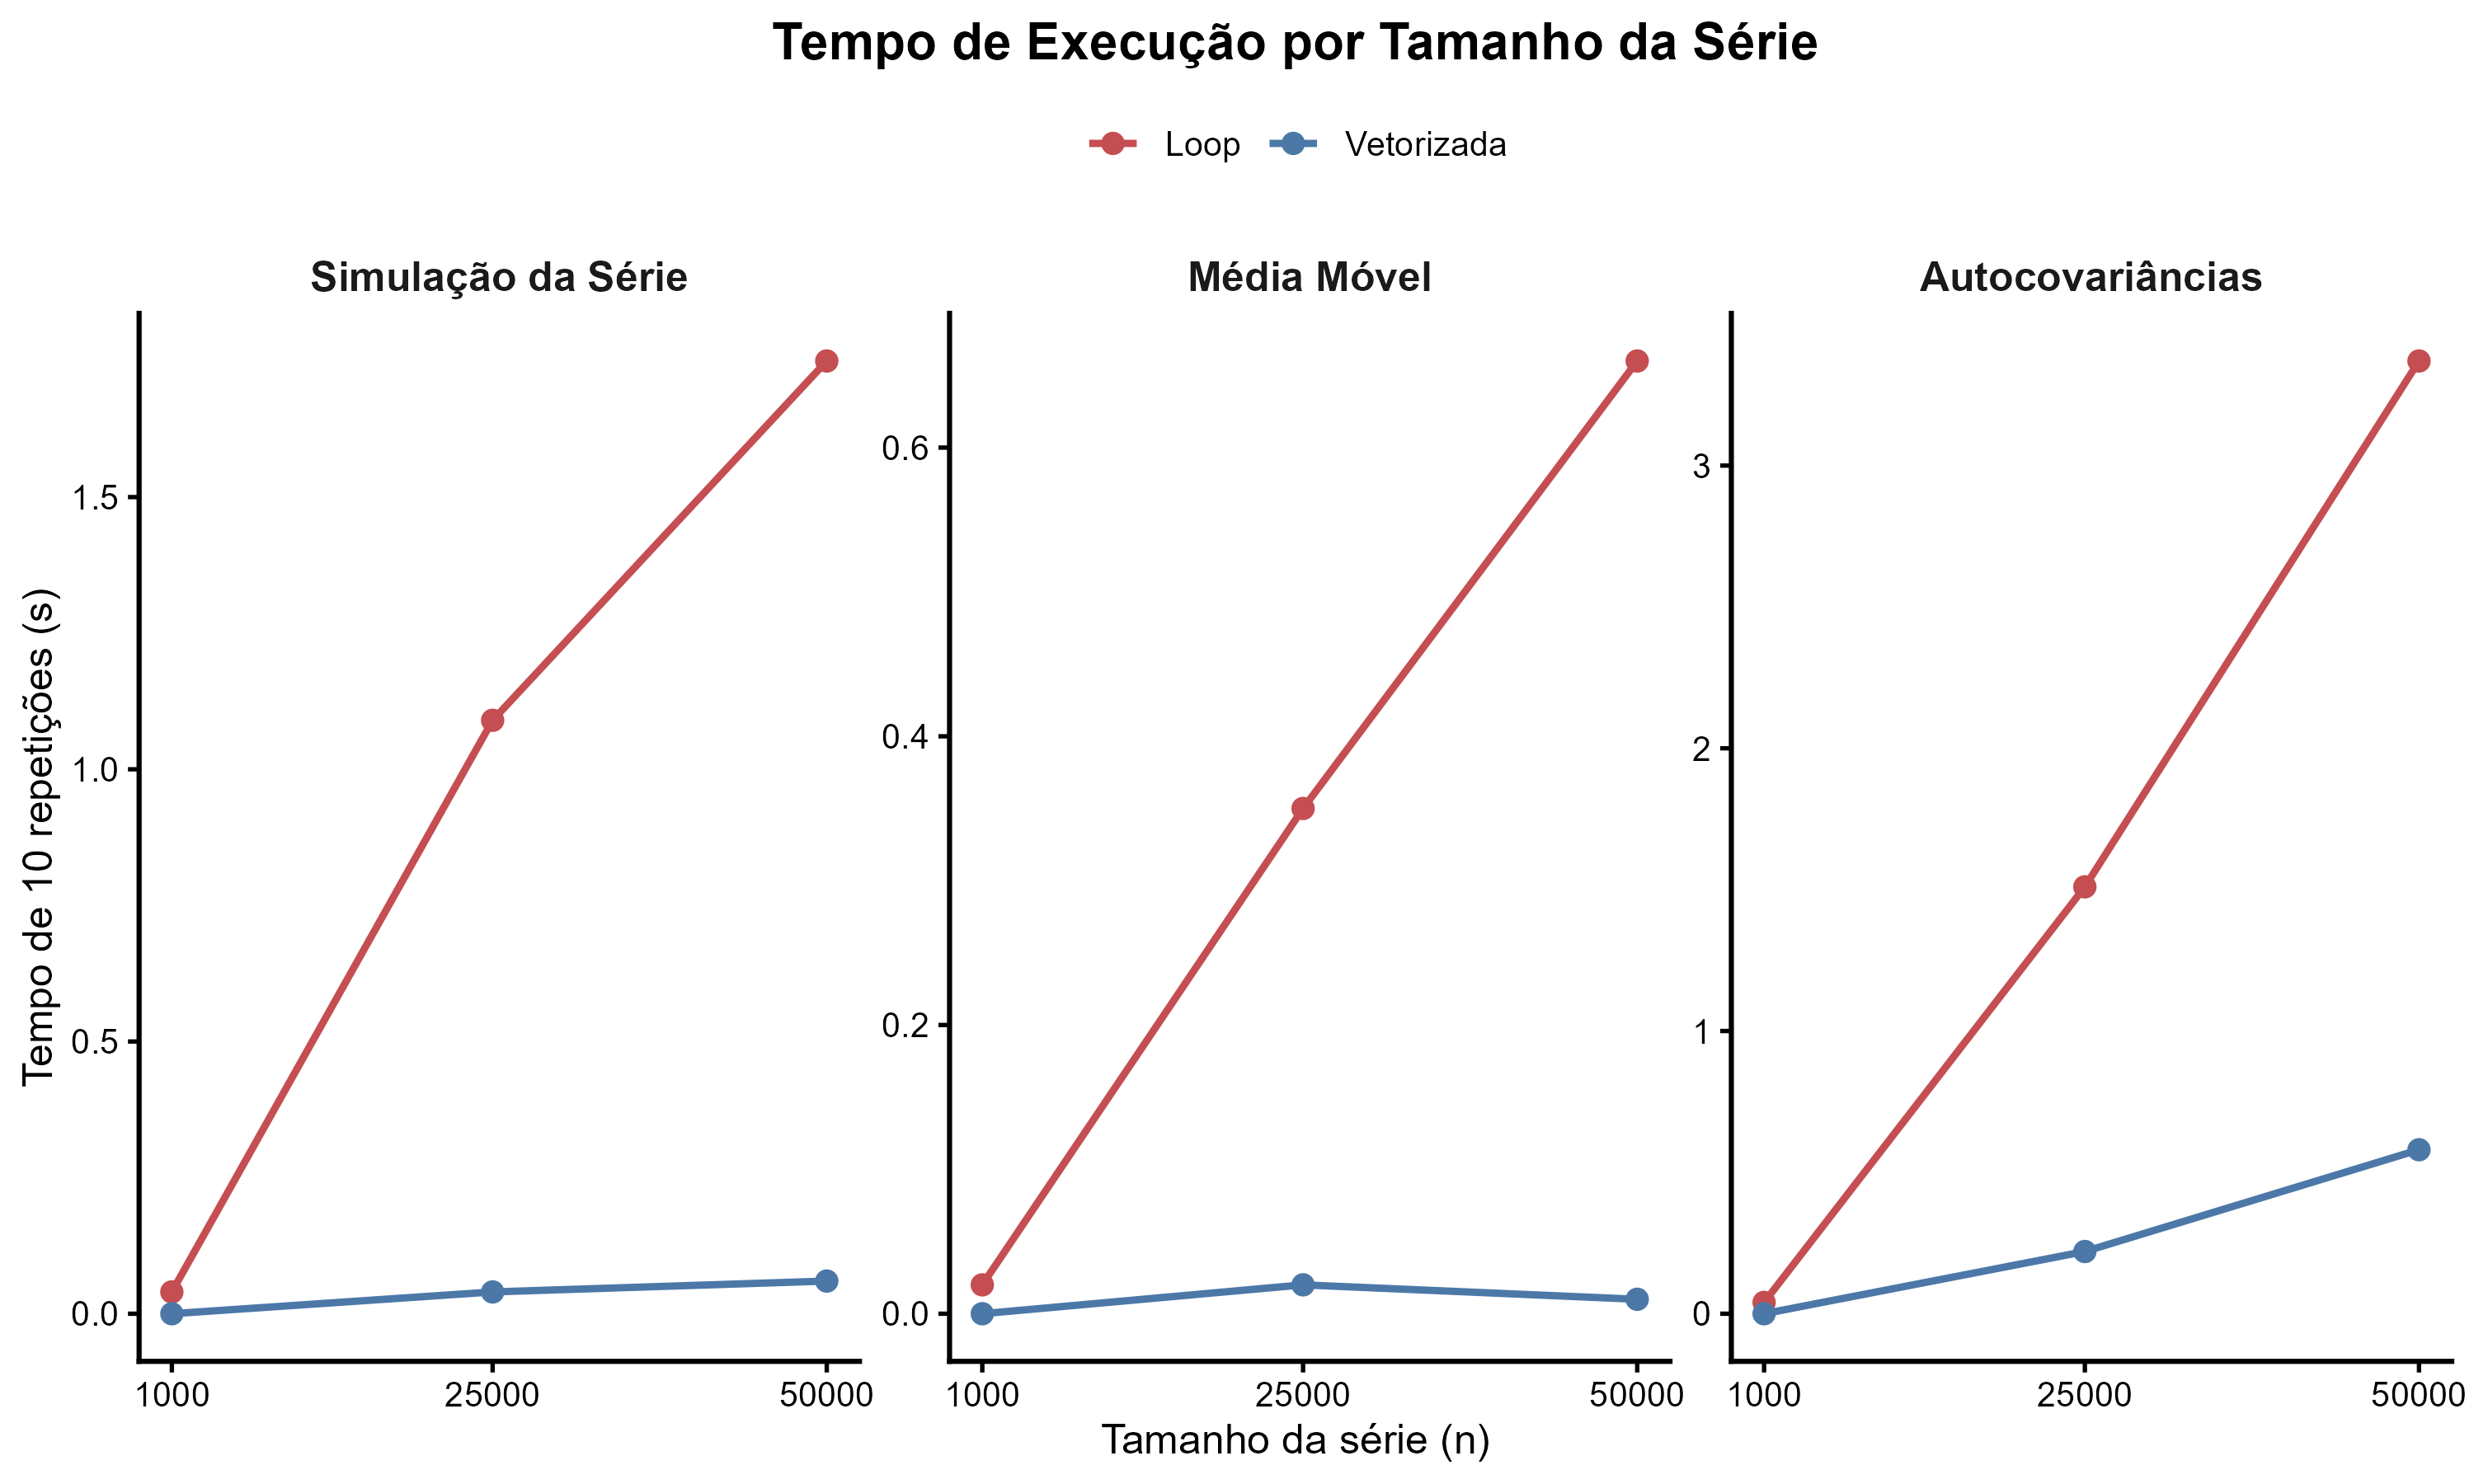 Tempo de Execução por Tamanho da Série
Loop Vetorizada
Simulação da Série Média Móvel Autocovariâncias
Tempo de 10 repetições (s)
1.5
1.0
0.5
0.0
0.6
0.4
0.2
0.0
3
2
1
0
1000 25000 50000 1000 25000 50000 1000 25000 50000
Tamanho da série (n)